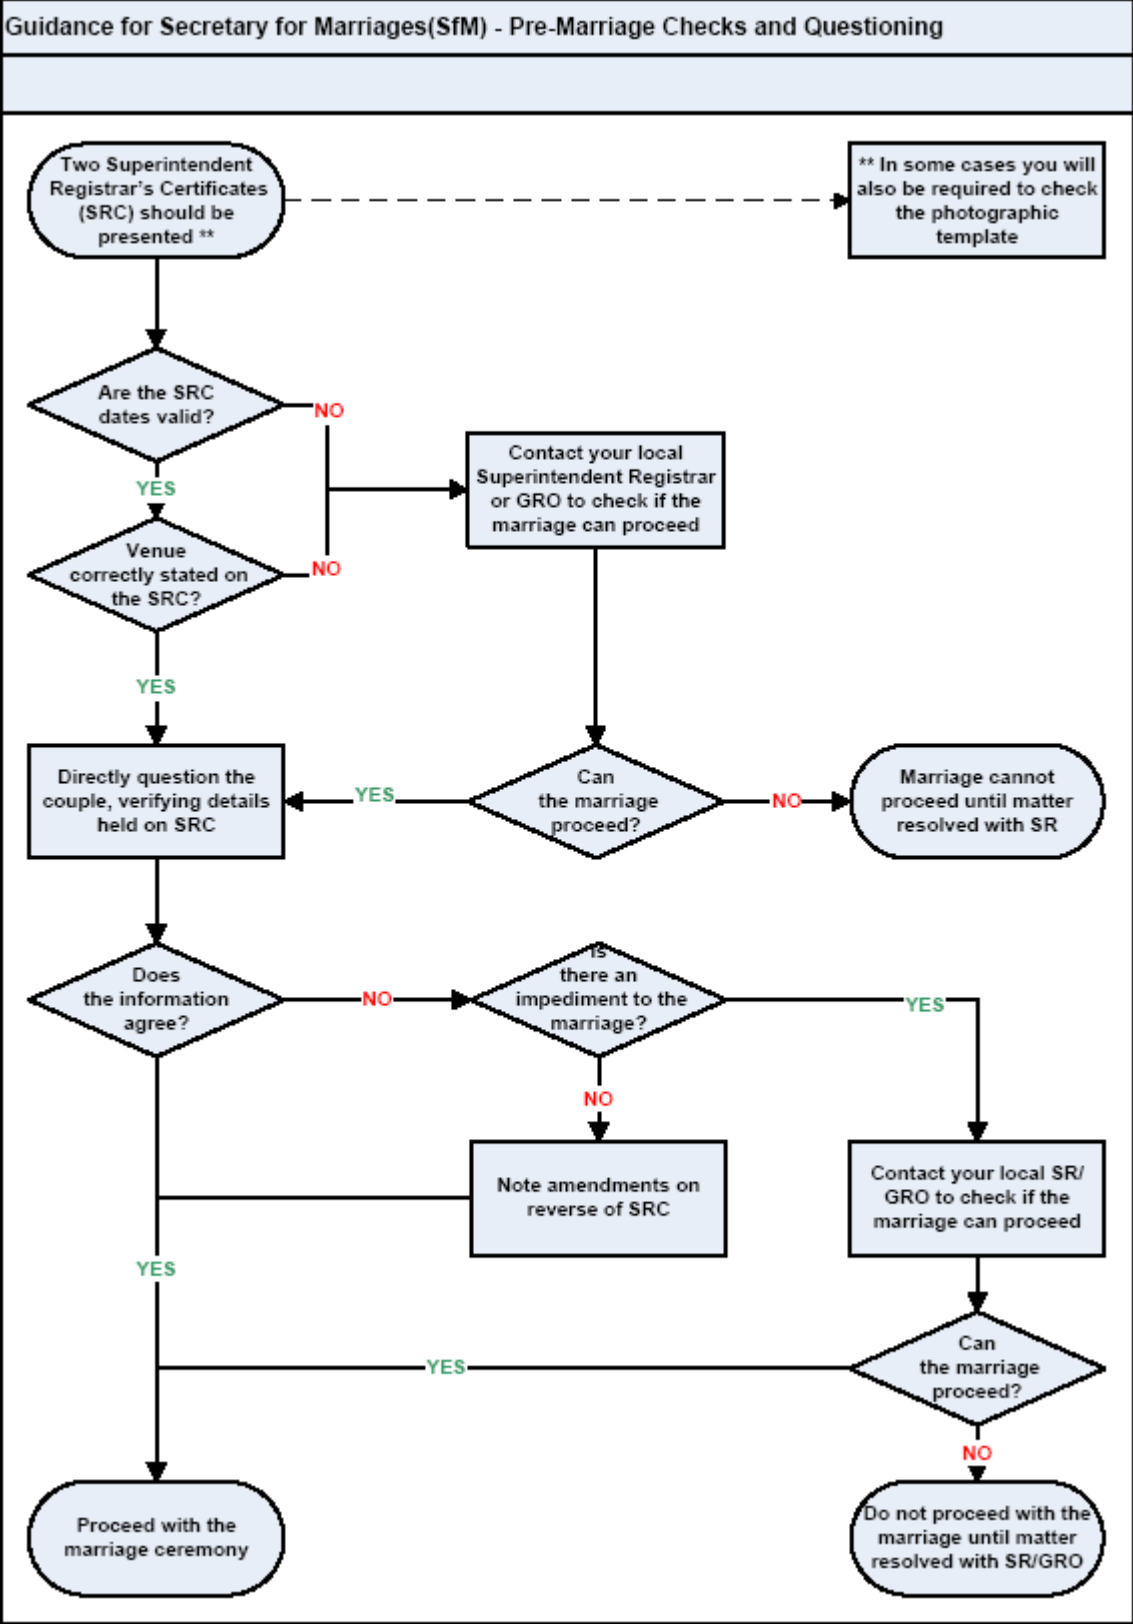 Guidance for Secretary for Marriages(SfM) - Pre-Marriage Checks and Questioning
Two Superintendent
Registrar's Certificates
(SRC) should be
presented **
** In some cases you will
also be required to check
the photographic
template
Are the SRC
dates valid?
NO
YES
Contact your local
Superintendent Registrar
or GRO to check if the
marriage can proceed
Venue
correctly stated on
the SRC?
NO
YES
Directly question the
couple, verifying details
held on SRC
YES
Can
the marriage
proceed?
NO
Marriage cannot
proceed until matter
resolved with SR
Does
the information
agree?
NO
Is
there an
impediment to the
marriage?
YES
NO
Note amendments on
reverse of SRC
Contact your local SR/
GRO to check if the
marriage can proceed
YES
YES
Can
the marriage
proceed?
NO
Proceed with the
marriage ceremony
Do not proceed with the
marriage until matter
resolved with SR/GRO